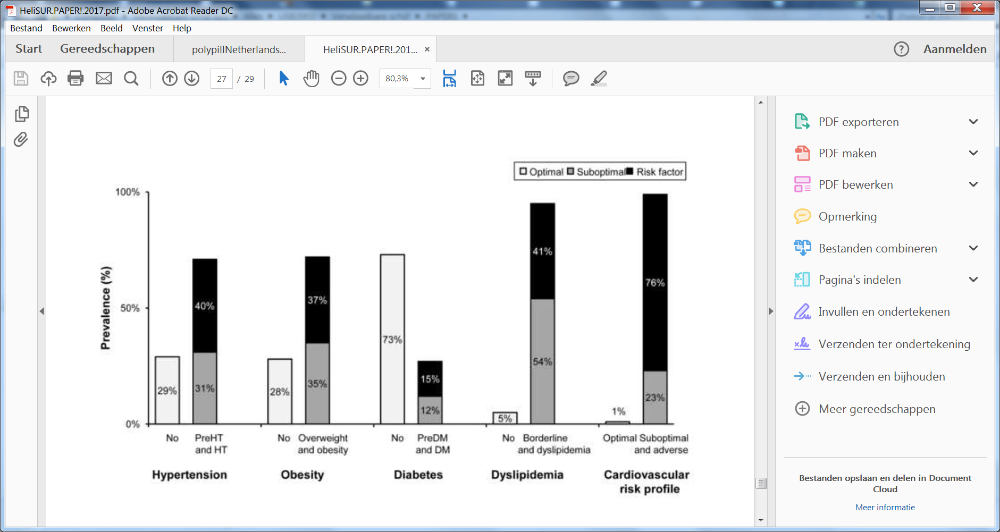 HeliSUR.PAPER!.2017.pdf - Adobe Acrobat Reader DC
Bestand Bewerken Beeld Venster Help
Start Gereedschappen polypillNetherlands... HeliSUR.PAPER!.201... × ? Aanmelden
27 / 29 80,3%
Optimal Suboptimal Risk factor
100%
50%
0%
Prevalence (%)
29% 31% 40%
28% 35% 37%
73% 12% 15%
5% 54% 41%
1% 23% 76%
No PreHT No Overweight No PreDM No Borderline Optimal Suboptimal
and HT and obesity and DM and dyslipidemia and adverse
Hypertension Obesity Diabetes Dyslipidemia Cardiovascular
risk profile
PDF exporteren
PDF maken
PDF bewerken
Opmerking
Bestanden combineren
Pagina's indelen
Invullen en ondertekenen
Verzenden ter ondertekening
Verzenden en bijhouden
Meer gereedschappen
Bestanden opslaan en delen in Document
Cloud
Meer informatie